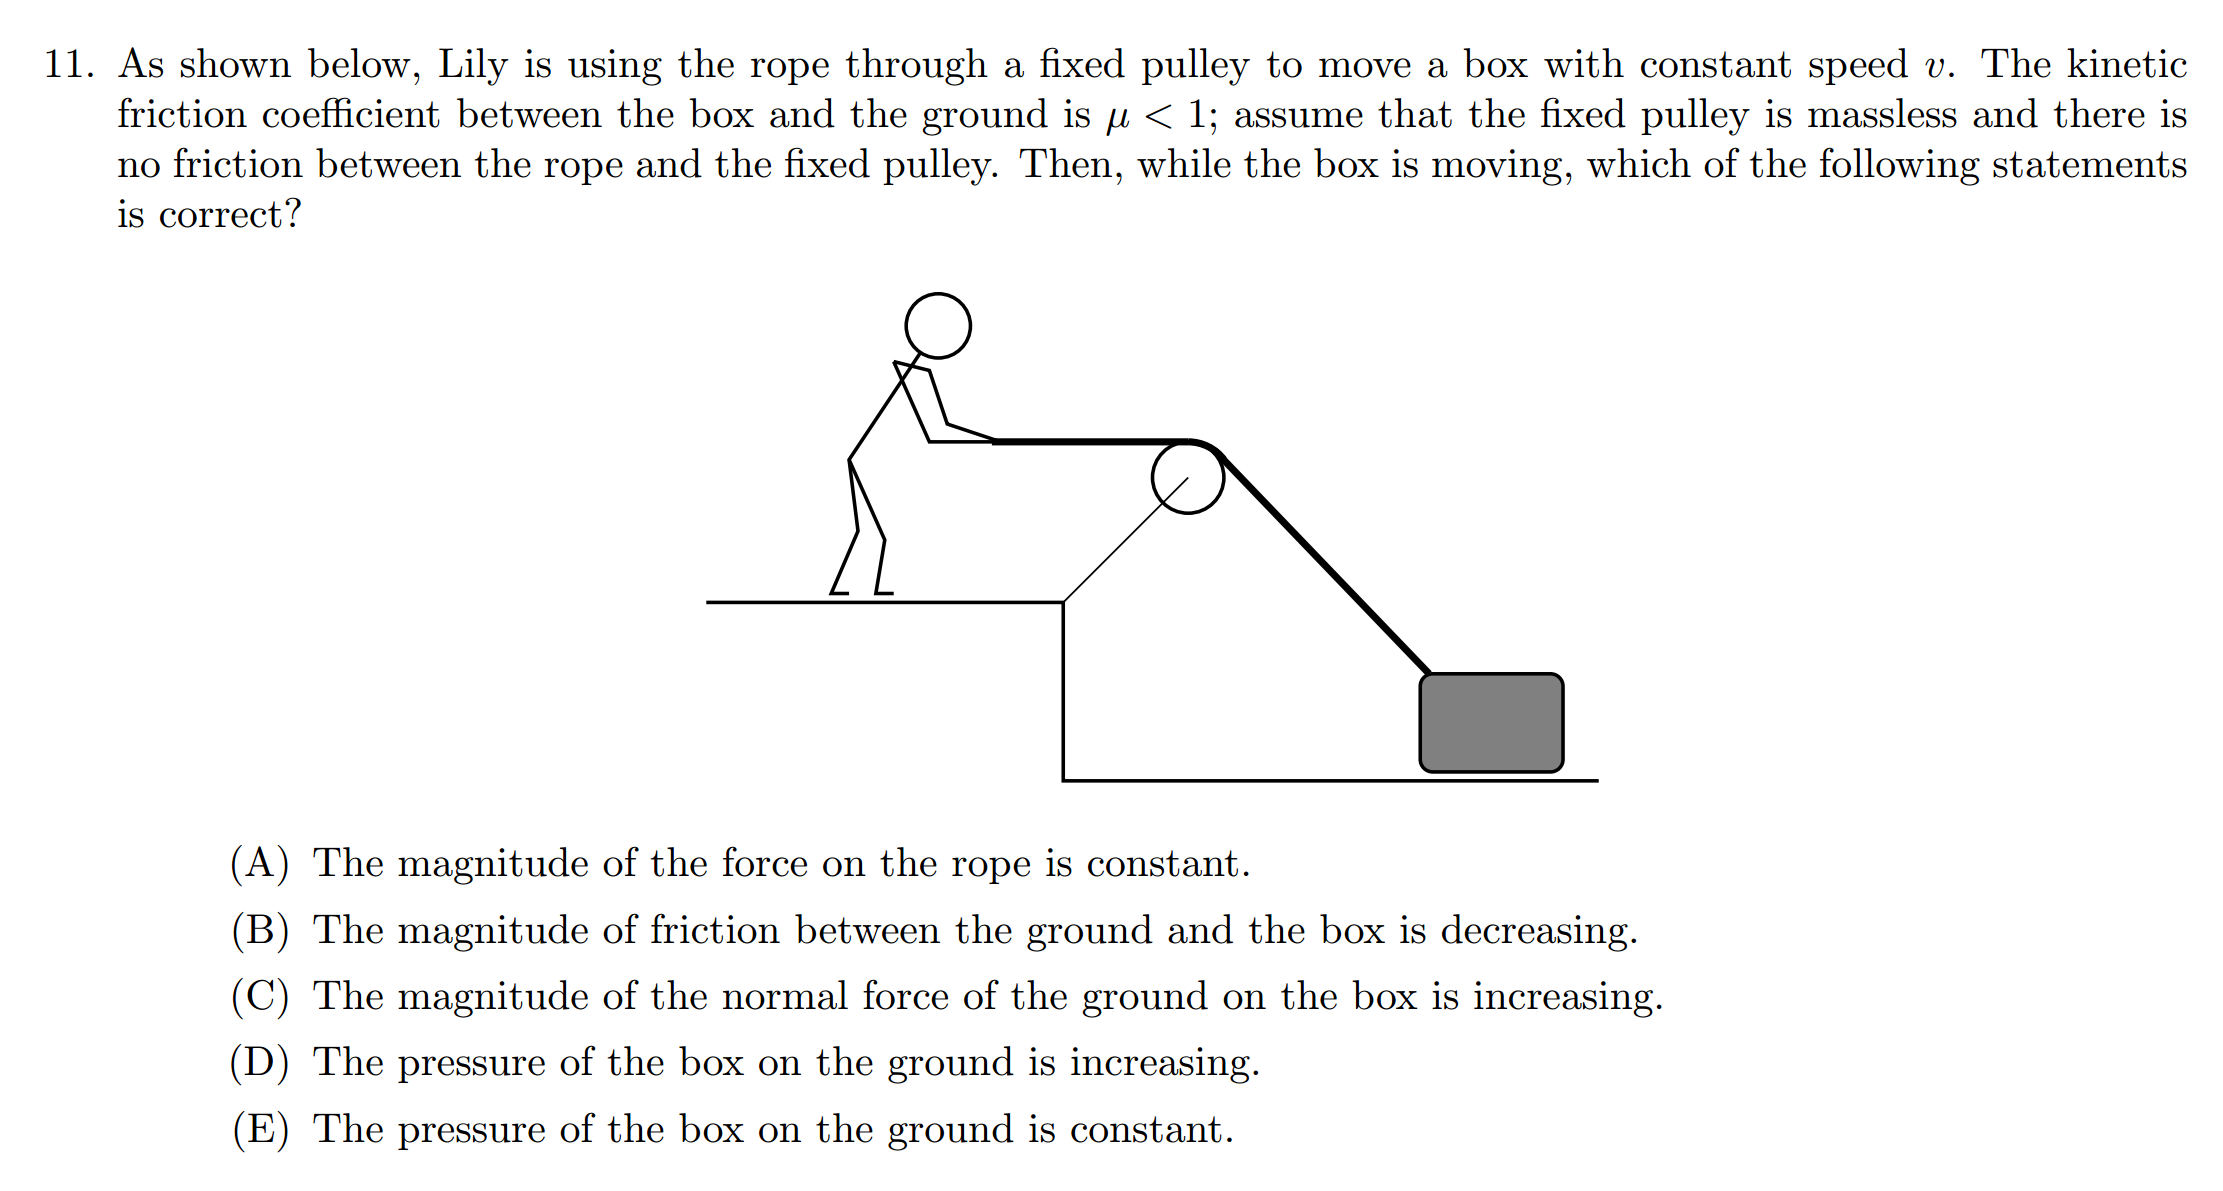 11. As shown below, Lily is using the rope through a fixed pulley to move a box with constant speed v. The kinetic
friction coefficient between the box and the ground is μ < 1; assume that the fixed pulley is massless and there is
no friction between the rope and the fixed pulley. Then, while the box is moving, which of the following statements
is correct?
(A) The magnitude of the force on the rope is constant.
(B) The magnitude of friction between the ground and the box is decreasing.
(C) The magnitude of the normal force of the ground on the box is increasing.
(D) The pressure of the box on the ground is increasing.
(E) The pressure of the box on the ground is constant.